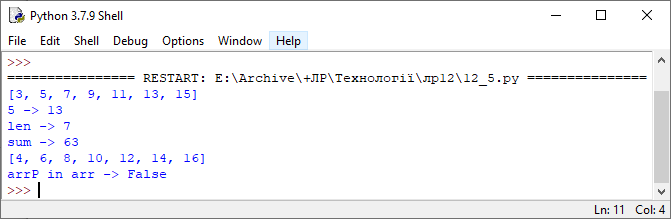 Python 3.7.9 Shell
File Edit Shell Debug Options Window Help
>>>
================ RESTART: E:\Archive\+ЛР\Технології\лр12\12_5.py ===============
[3, 5, 7, 9, 11, 13, 15]
5 -> 13
len -> 7
sum -> 63
[4, 6, 8, 10, 12, 14, 16]
arrP in arr -> False
>>>
Ln: 11 Col: 4